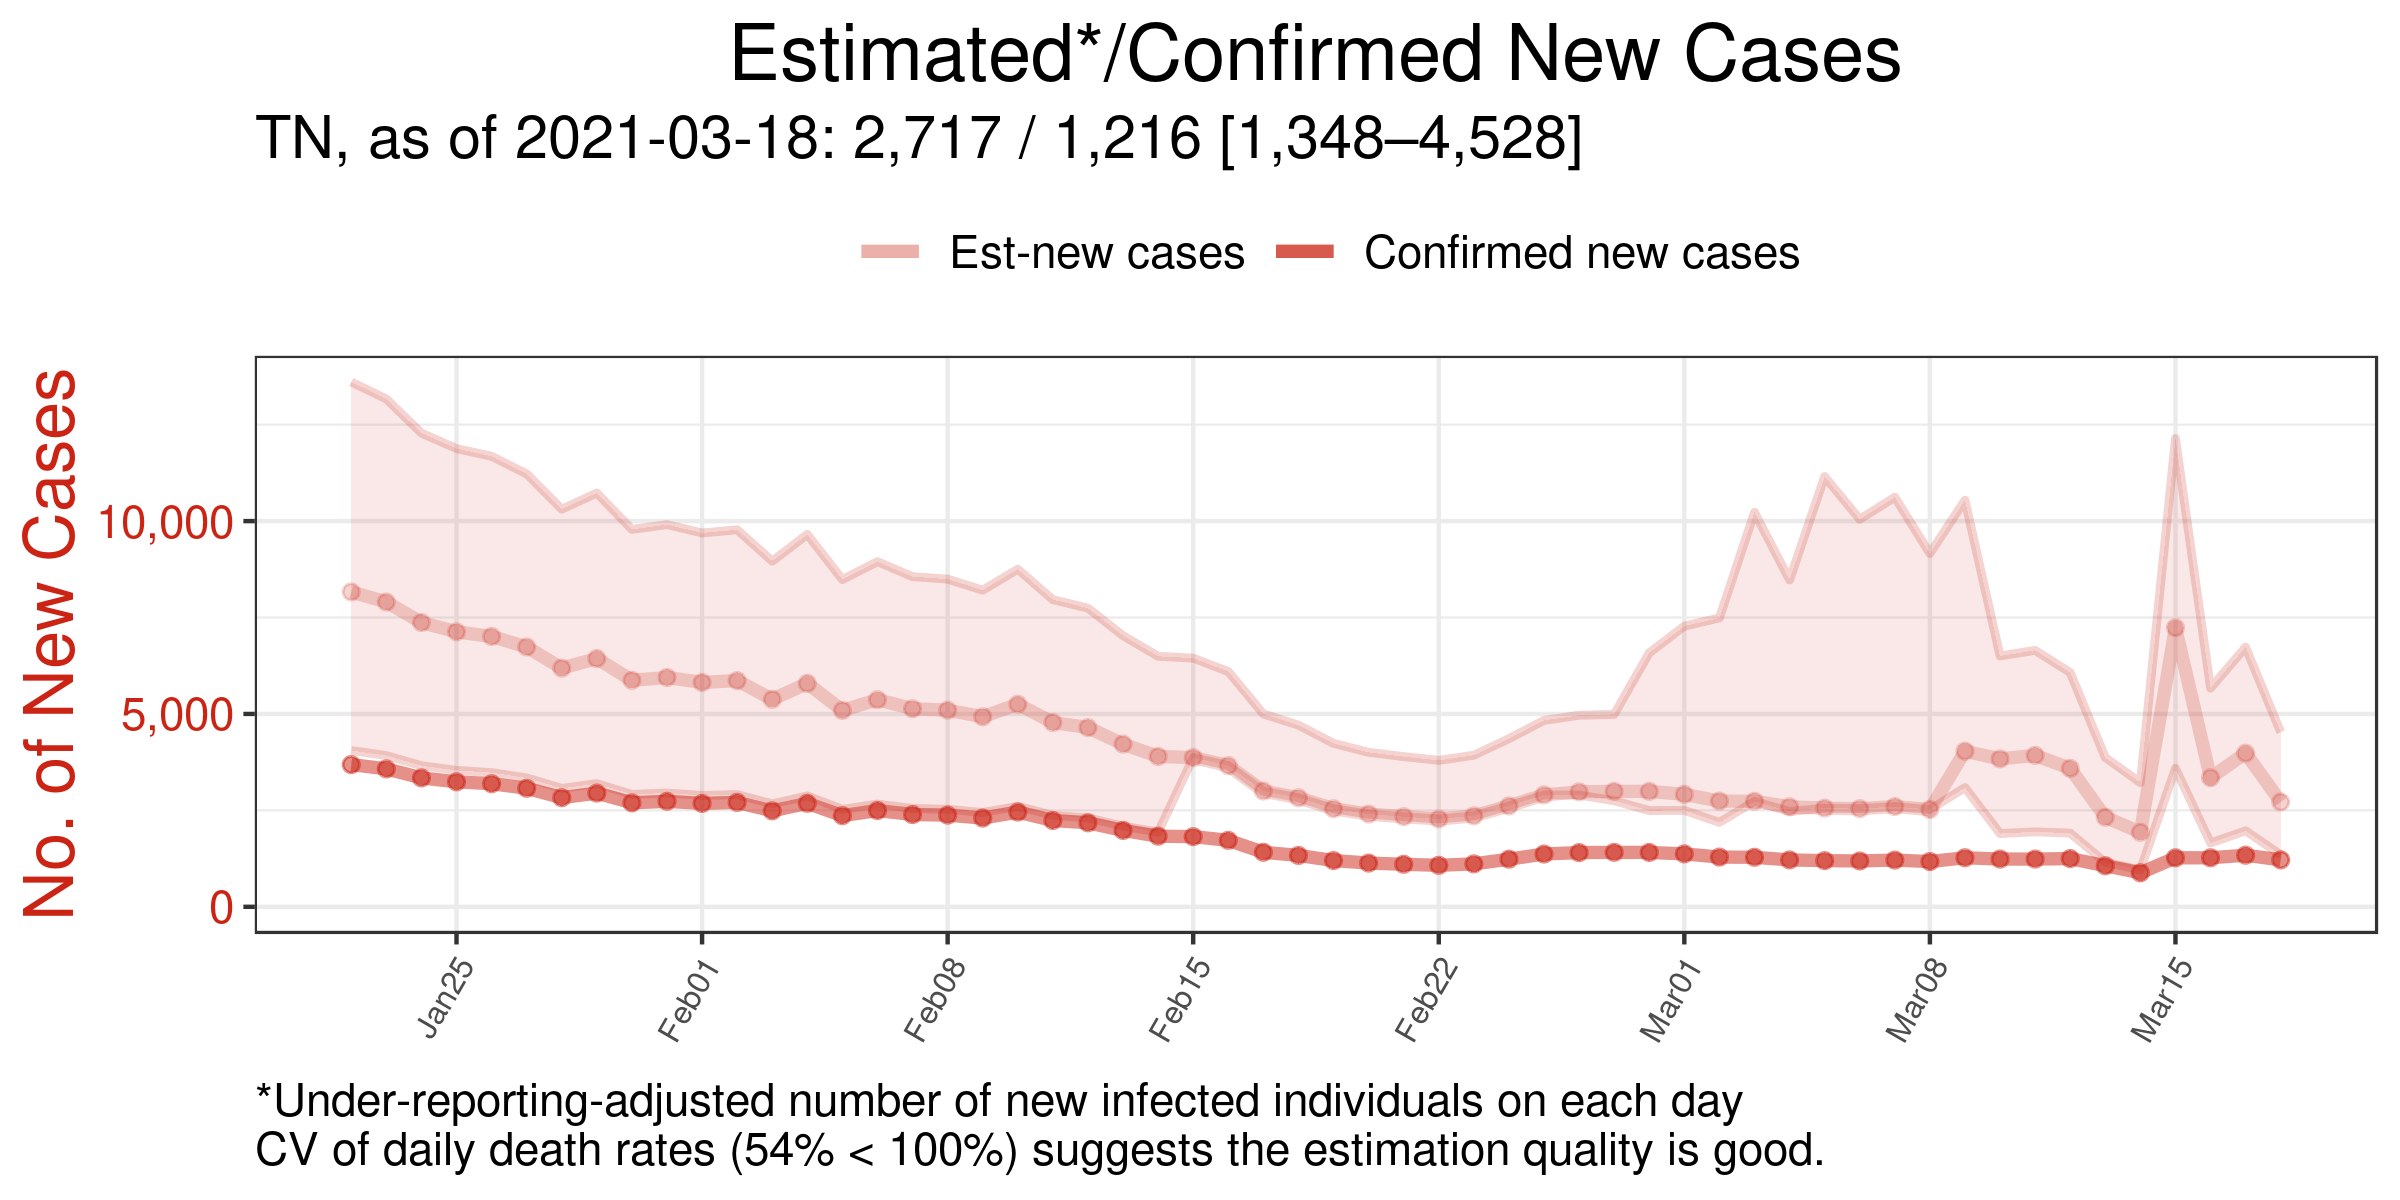 Estimated*/Confirmed New Cases
TN, as of 2021-03-18: 2,717 / 1,216 [1,348–4,528]
Est-new cases
Confirmed new cases
No. of New Cases
10,000
5,000
0
Jan25
Feb01
Feb08
Feb15
Feb22
Mar01
Mar08
Mar15
*Under-reporting-adjusted number of new infected individuals on each day
CV of daily death rates (54% < 100%) suggests the estimation quality is good.